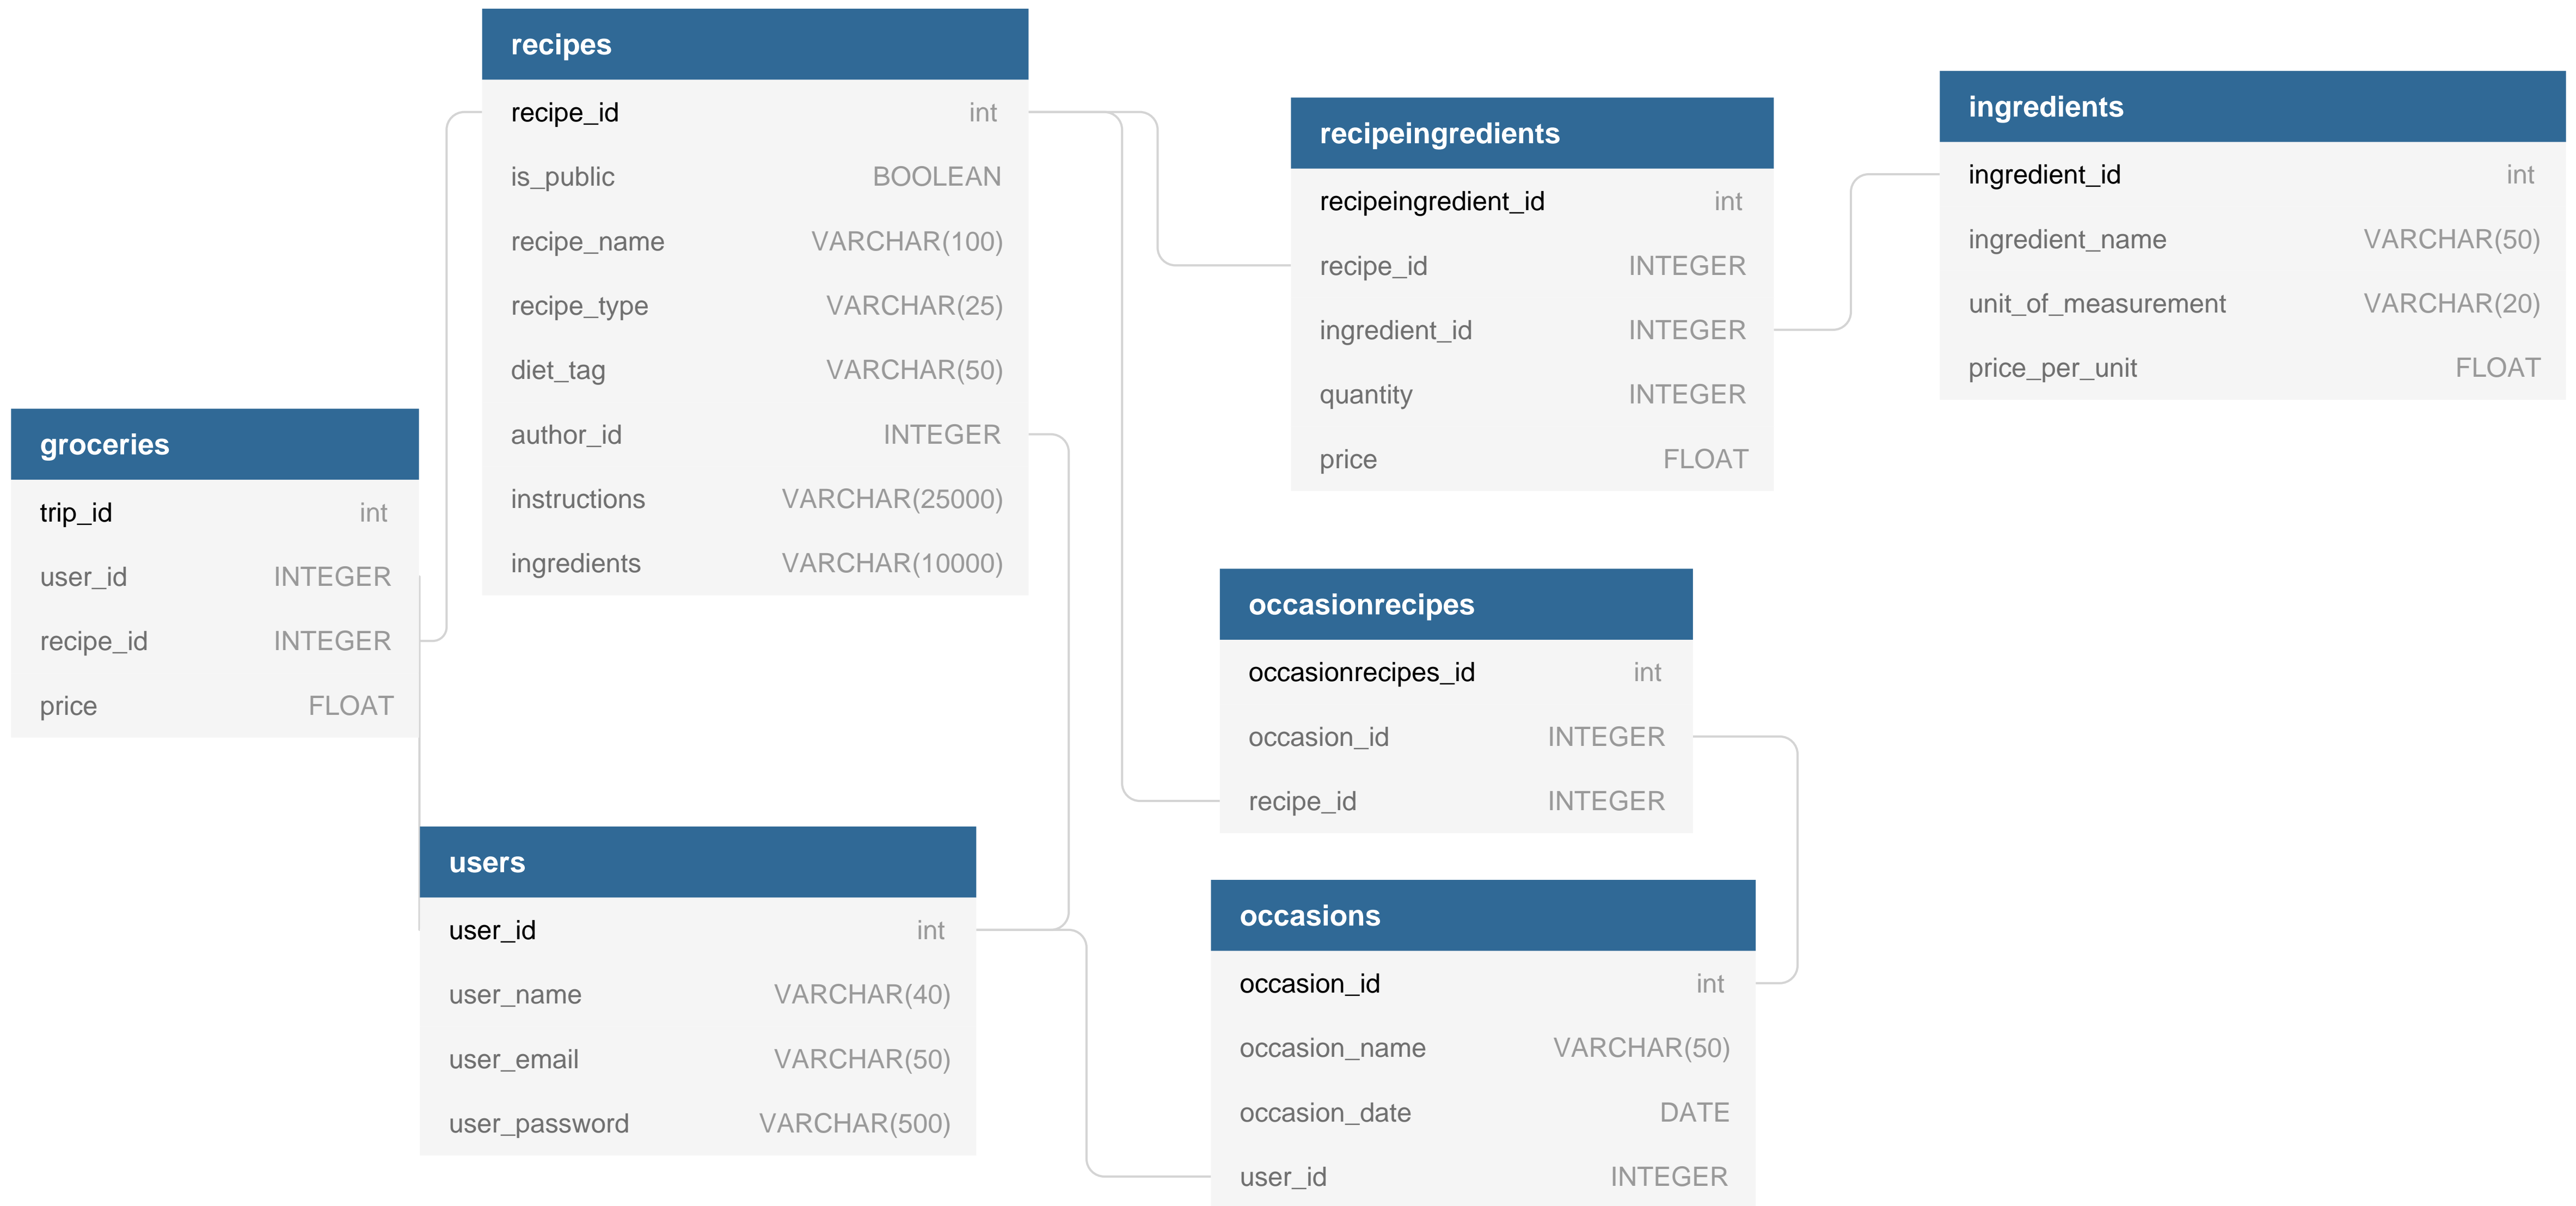 recipes
recipe_id int
is_public BOOLEAN
recipe_name VARCHAR(100)
recipe_type VARCHAR(25)
diet_tag VARCHAR(50)
author_id INTEGER
instructions VARCHAR(25000)
ingredients VARCHAR(10000)
recipeingredients
recipeingredient_id int
recipe_id INTEGER
ingredient_id INTEGER
quantity INTEGER
price FLOAT
ingredients
ingredient_id int
ingredient_name VARCHAR(50)
unit_of_measurement VARCHAR(20)
price_per_unit FLOAT
groceries
trip_id int
user_id INTEGER
recipe_id INTEGER
price FLOAT
occasionrecipes
occasionrecipes_id int
occasion_id INTEGER
recipe_id INTEGER
users
user_id int
user_name VARCHAR(40)
user_email VARCHAR(50)
user_password VARCHAR(500)
occasions
occasion_id int
occasion_name VARCHAR(50)
occasion_date DATE
user_id INTEGER